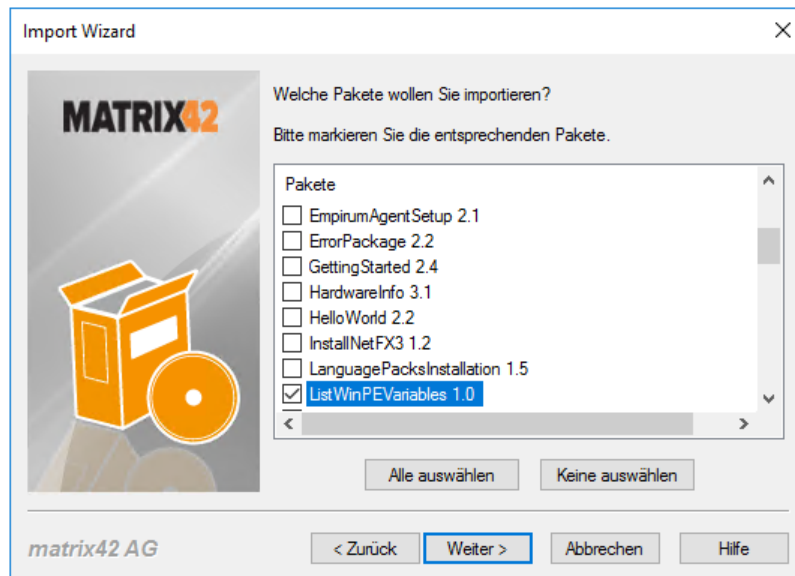 Import Wizard
MATRIX42
Welche Pakete wollen Sie importieren?
Bitte markieren Sie die entsprechenden Pakete.
Pakete
EmpirumAgentSetup 2.1
ErrorPackage 2.2
GettingStarted 2.4
HardwareInfo 3.1
HelloWorld 2.2
InstallNetFX3 1.2
LanguagePacksInstallation 1.5
ListWinPEVariables 1.0
Alle auswählen Keine auswählen
matrix42 AG < Zurück Weiter > Abbrechen Hilfe